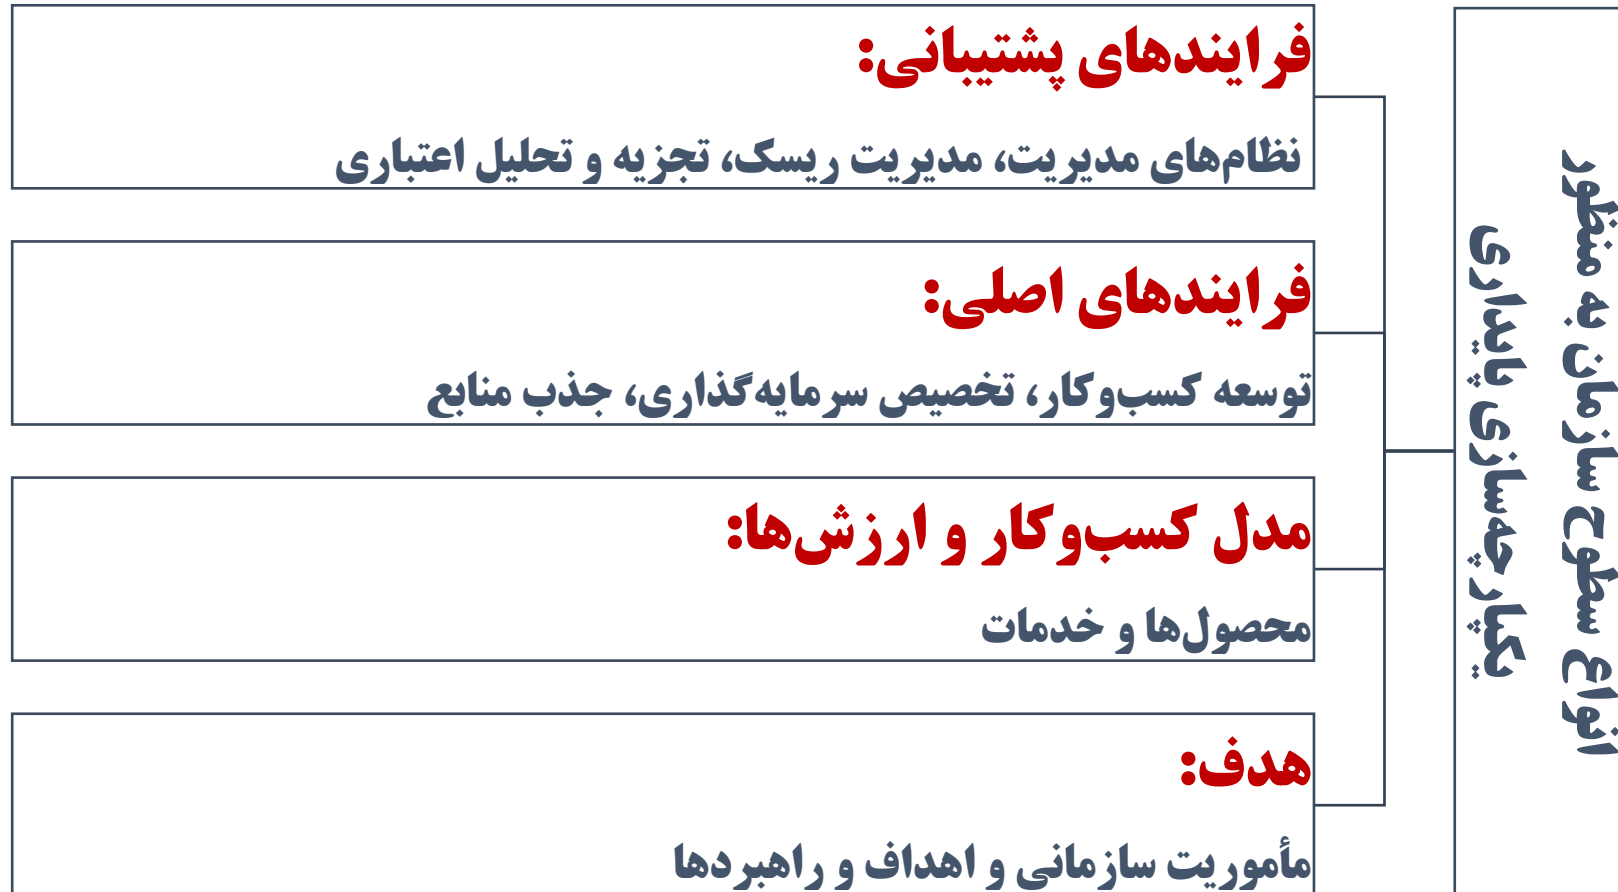 انواع سطوح سازمان به منظور
یکپارچه‌سازی پایداری
فرایندهای پشتیبانی:
نظام‌های مدیریت، مدیریت ریسک، تجزیه و تحلیل اعتباری
فرایندهای اصلی:
توسعه کسب‌وکار، تخصیص سرمایه‌گذاری، جذب منابع
مدل کسب‌وکار و ارزش‌ها:
محصول‌ها و خدمات
هدف:
مأموریت سازمانی و اهداف و راهبردها